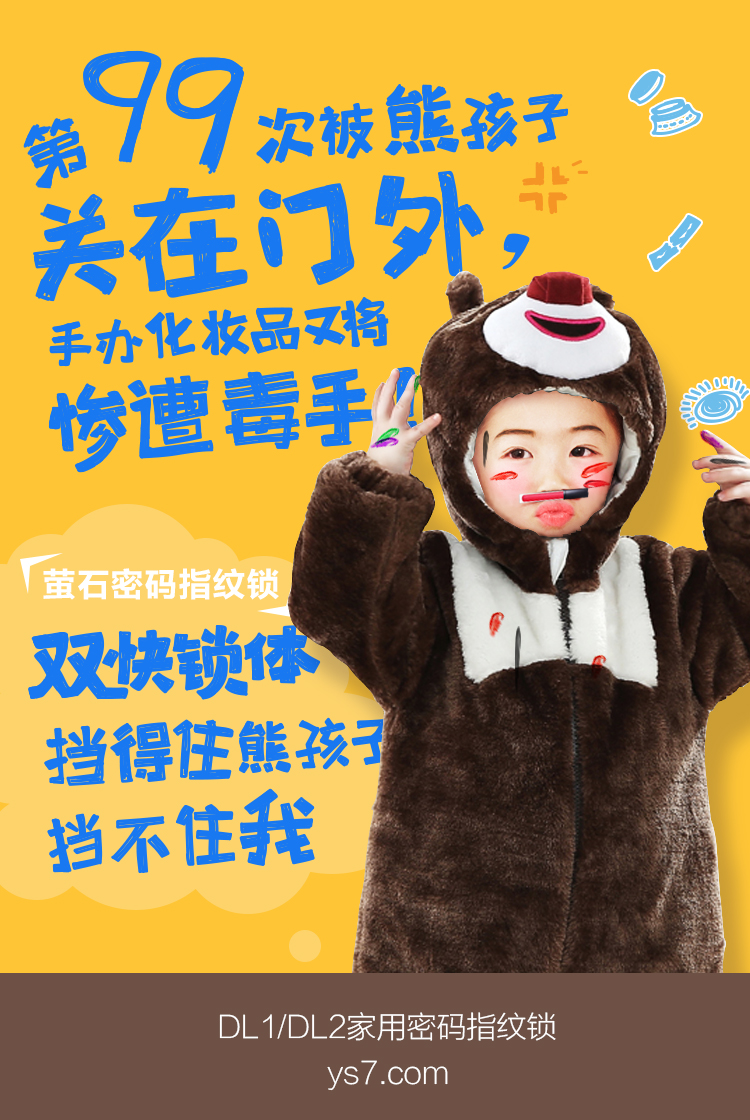 第99次被熊孩子
关在门外，
手办化妆品又将
惨遭毒手！
萤石密码指纹锁
双快锁体
挡得住熊孩子
挡不住我
DL1/DL2家用密码指纹锁
ys7.com